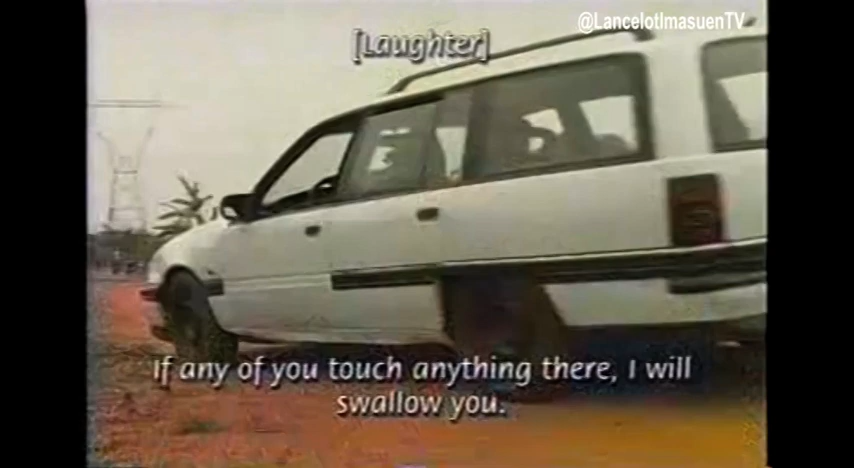 @LancelotImasuenTV
[Laughter]
If any of you touch anything there, I will
swallow you.